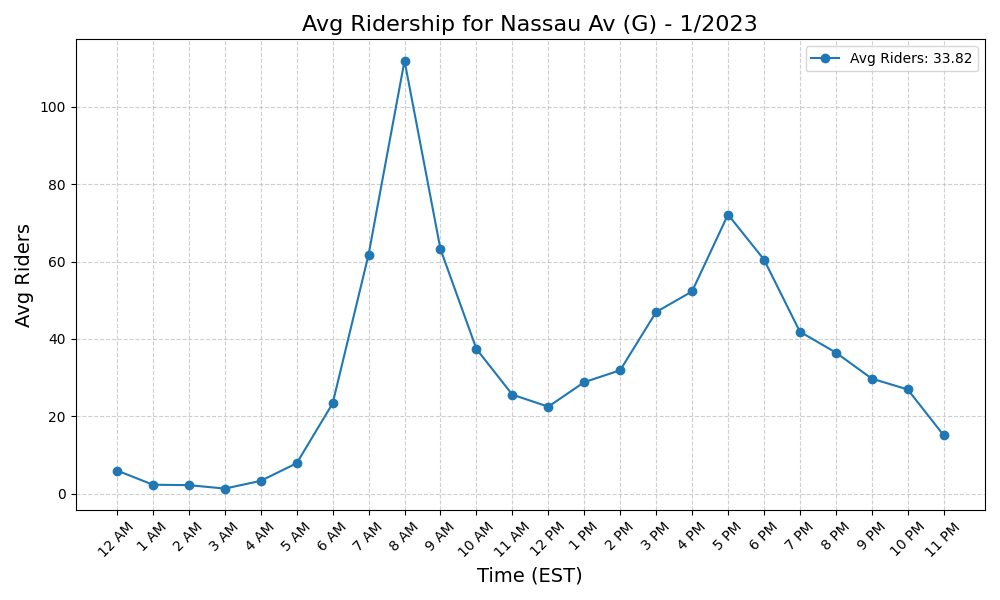 Avg Ridership for Nassau Av (G) - 1/2023
Avg Riders: 33.82
Avg Riders
100
80
60
40
20
0
12 AM
1 AM
2 AM
3 AM
4 AM
5 AM
6 AM
7 AM
8 AM
9 AM
10 AM
11 AM
12 PM
1 PM
2 PM
3 PM
4 PM
5 PM
6 PM
7 PM
8 PM
9 PM
10 PM
11 PM
Time (EST)